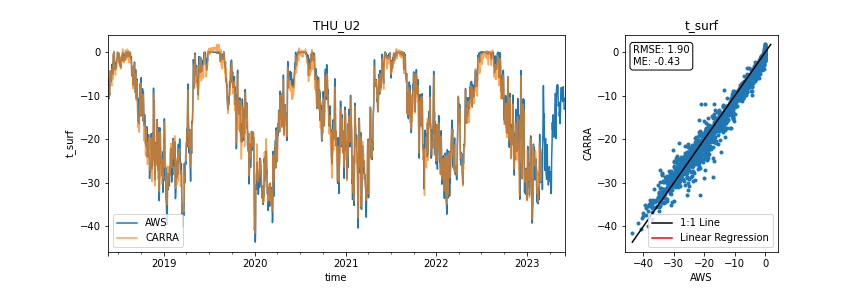 THU_U2
t_surf
0
−10
−20
−30
−40
AWS
CARRA
2019
2020
2021
2022
2023
time
t_surf
CARRA
0
−10
−20
−30
−40
RMSE: 1.90
ME: -0.43
1:1 Line
Linear Regression
−40
−30
−20
−10
0
AWS